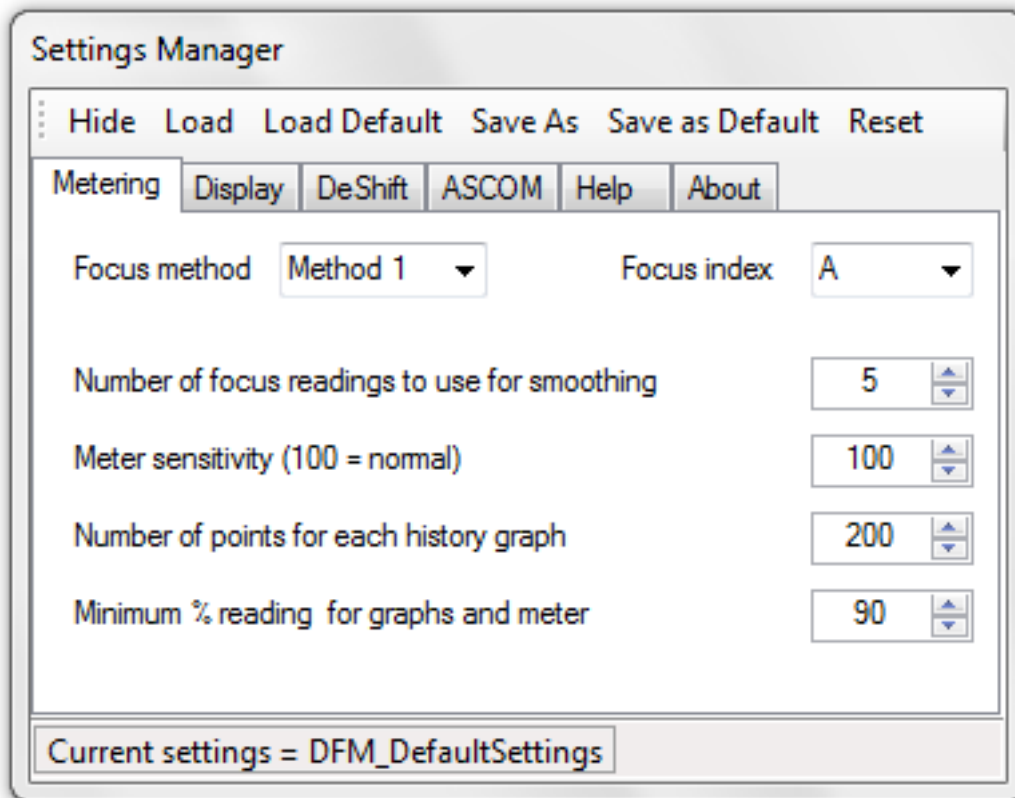 Settings Manager
Hide Load Load Default Save As Save as Default Reset
Metering Display DeShift ASCOM Help About
Focus method Method 1 Focus index A
Number of focus readings to use for smoothing 5
Meter sensitivity (100 = normal) 100
Number of points for each history graph 200
Minimum % reading for graphs and meter 90
Current settings = DFM_DefaultSettings